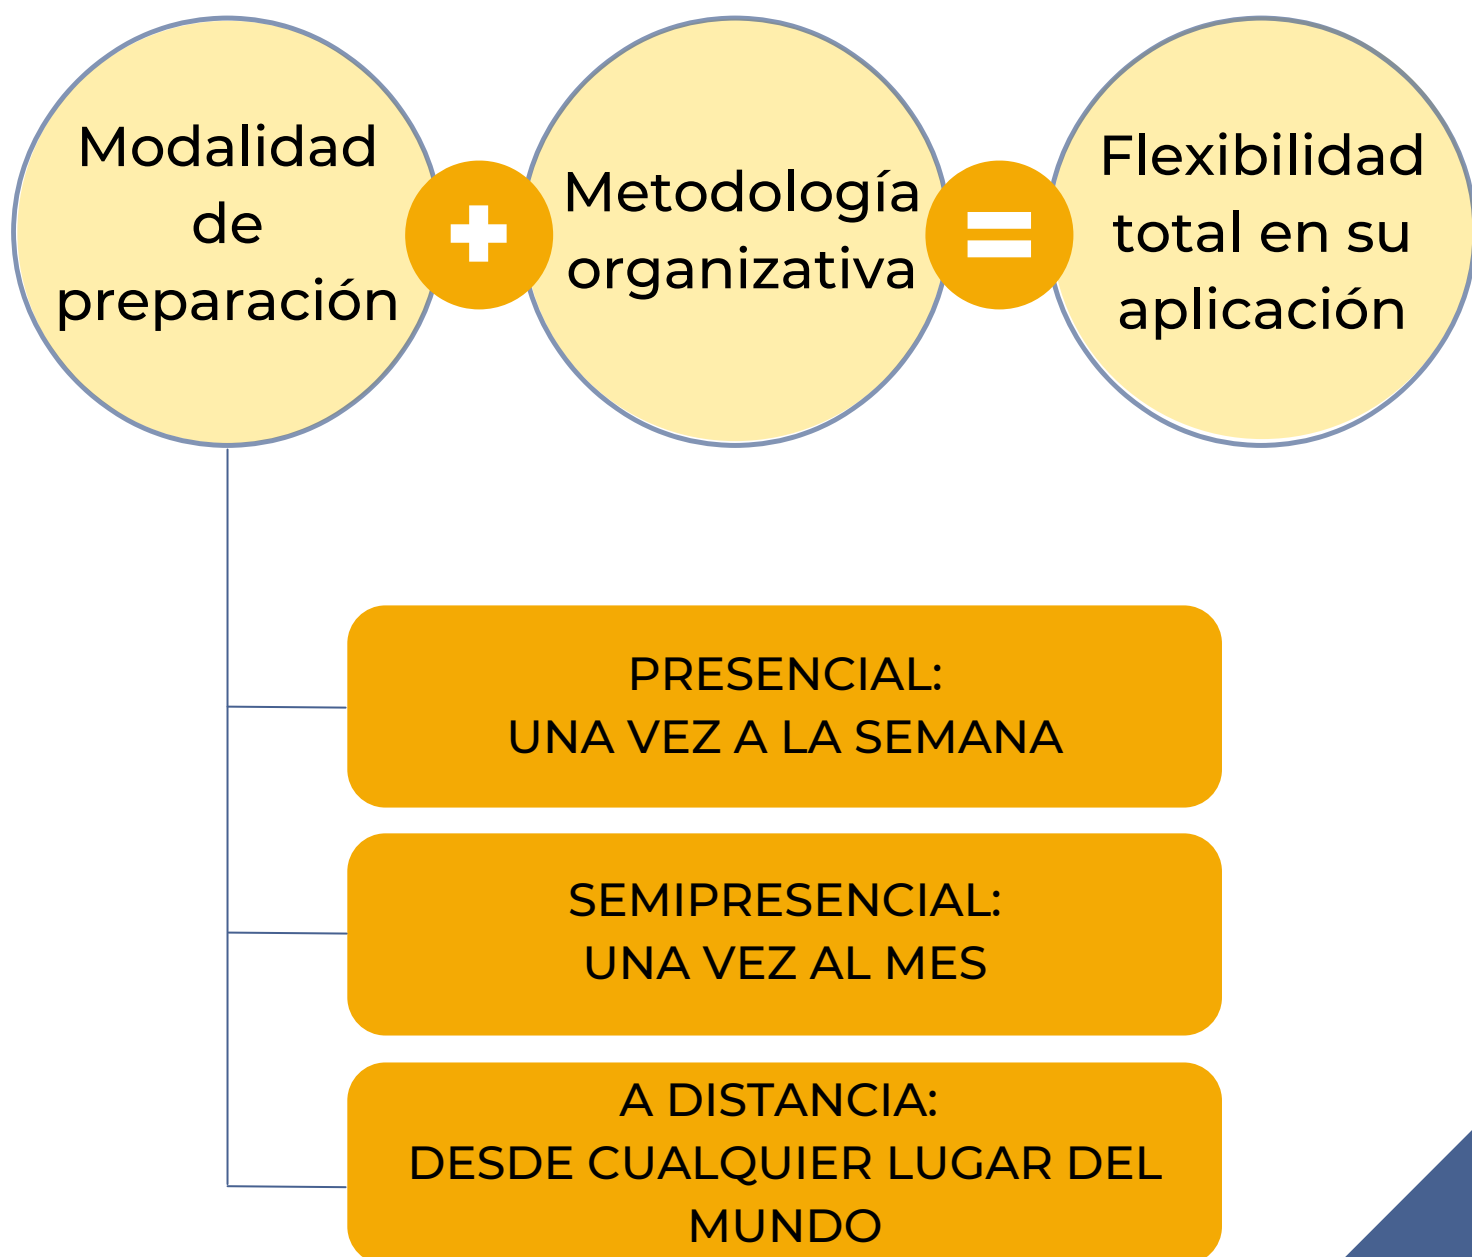 Modalidad
de
preparación
Metodología
organizativa
Flexibilidad
total en su
aplicación
PRESENCIAL:
UNA VEZ A LA SEMANA
SEMIPRESENCIAL:
UNA VEZ AL MES
A DISTANCIA:
DESDE CUALQUIER LUGAR DEL
MUNDO